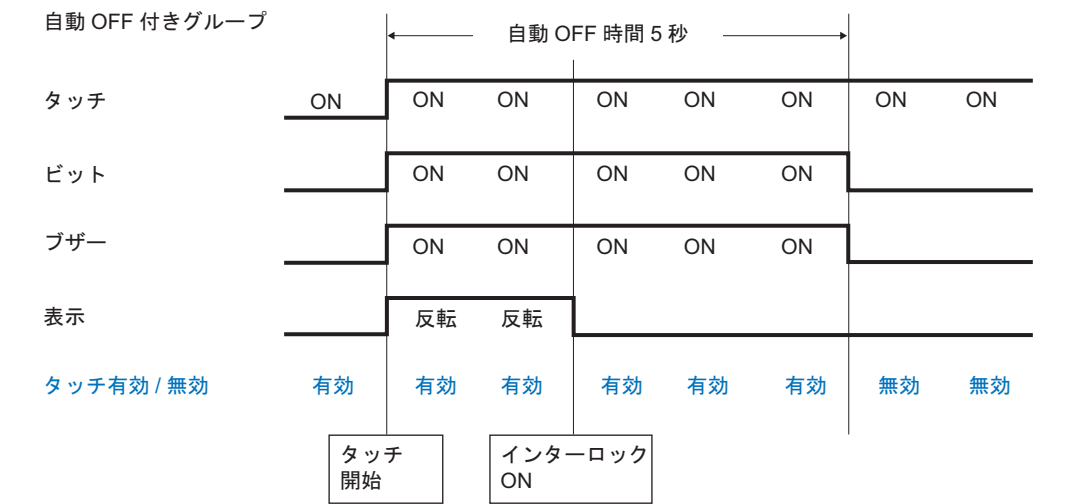 自動 OFF 付きグループ
自動 OFF 時間 5 秒
タッチ ON ON ON ON ON ON ON ON
ビット ON ON ON ON ON
ブザー ON ON ON ON ON
表示 反転 反転
タッチ有効 / 無効 有効 有効 有効 有効 有効 有効 無効 無効
タッチ
開始
インターロック
ON